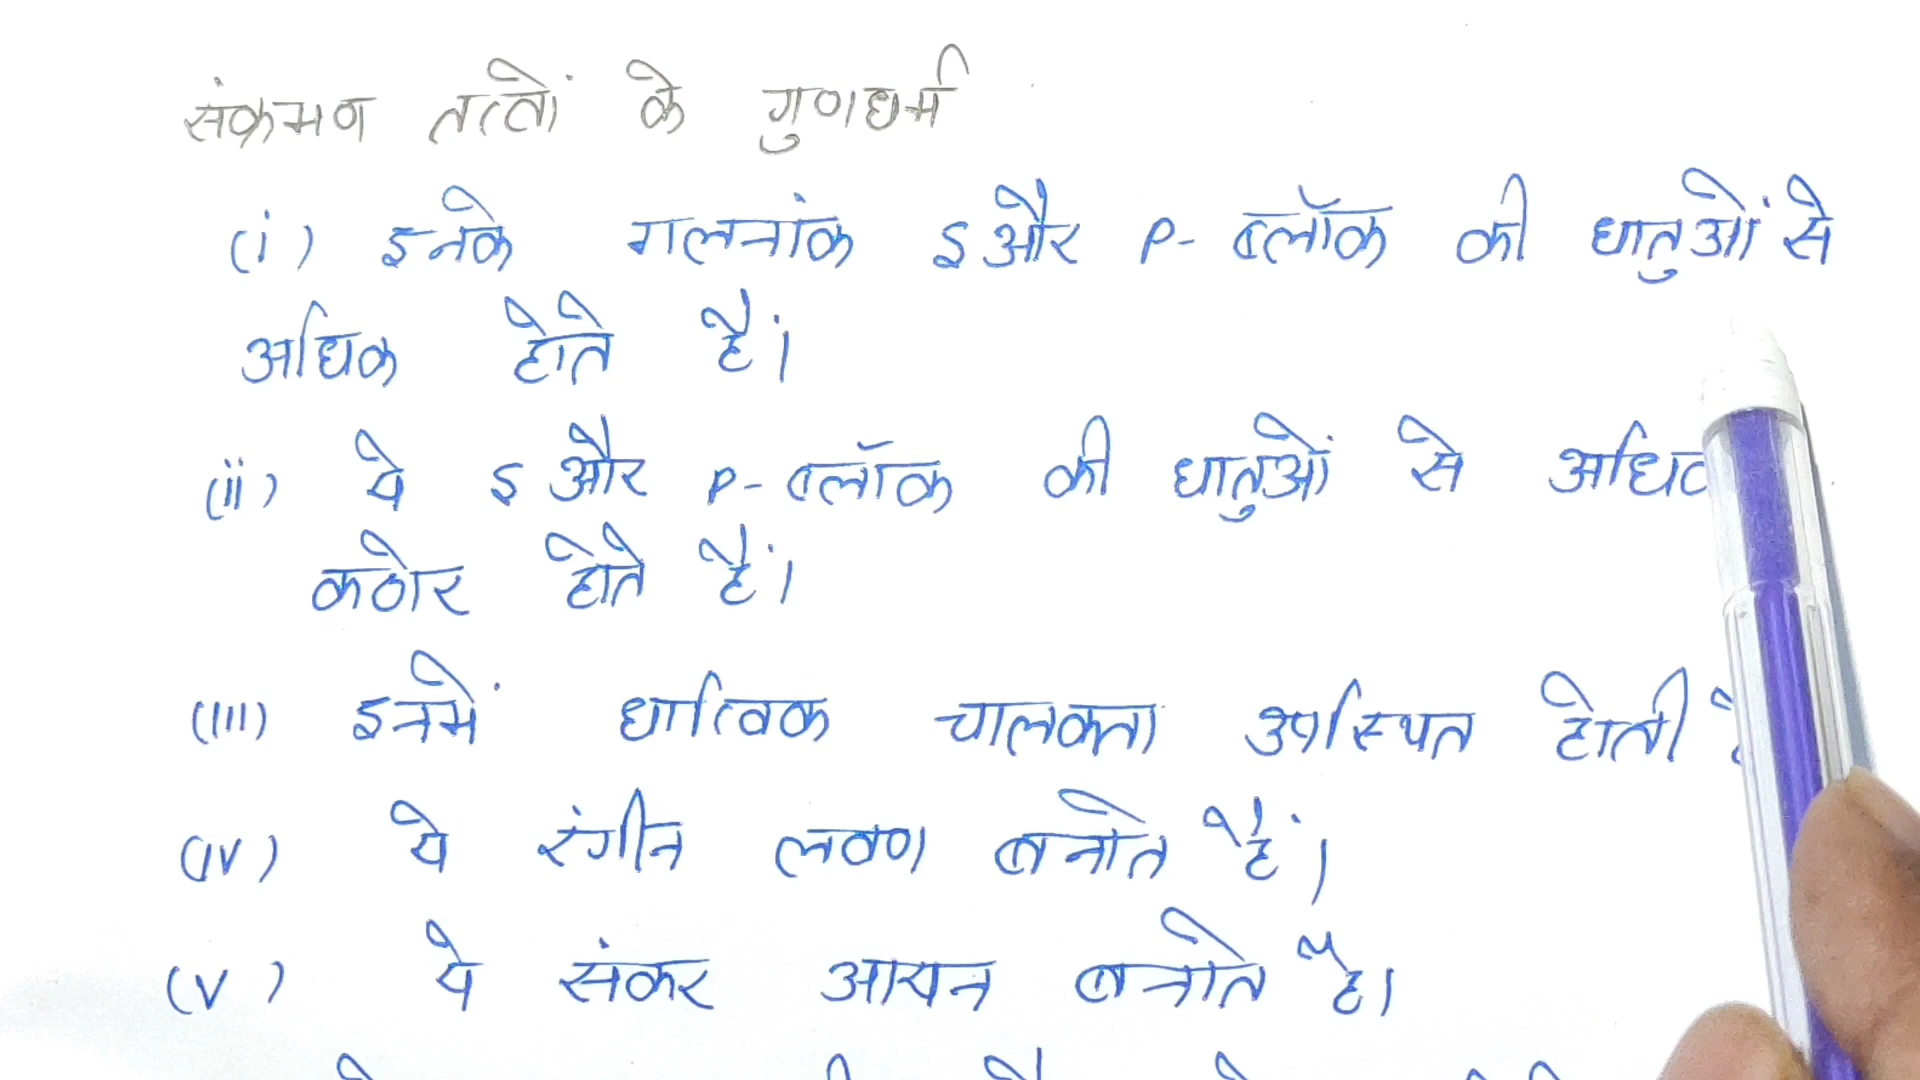 संक्रमण तत्वों के गुणधर्म
(i) इनके गलनांक s और p- ब्लॉक की धातुओं से
अधिक होते हैं।
(ii) ये s और p- ब्लॉक की धातुओं से
कठोर होते हैं।
(iii) इनमें धात्विक चालकता उपस्थित होती
(iv) ये रंगीन लवण बनाते हैं।
(v) ये संकर आयन बनाते है।